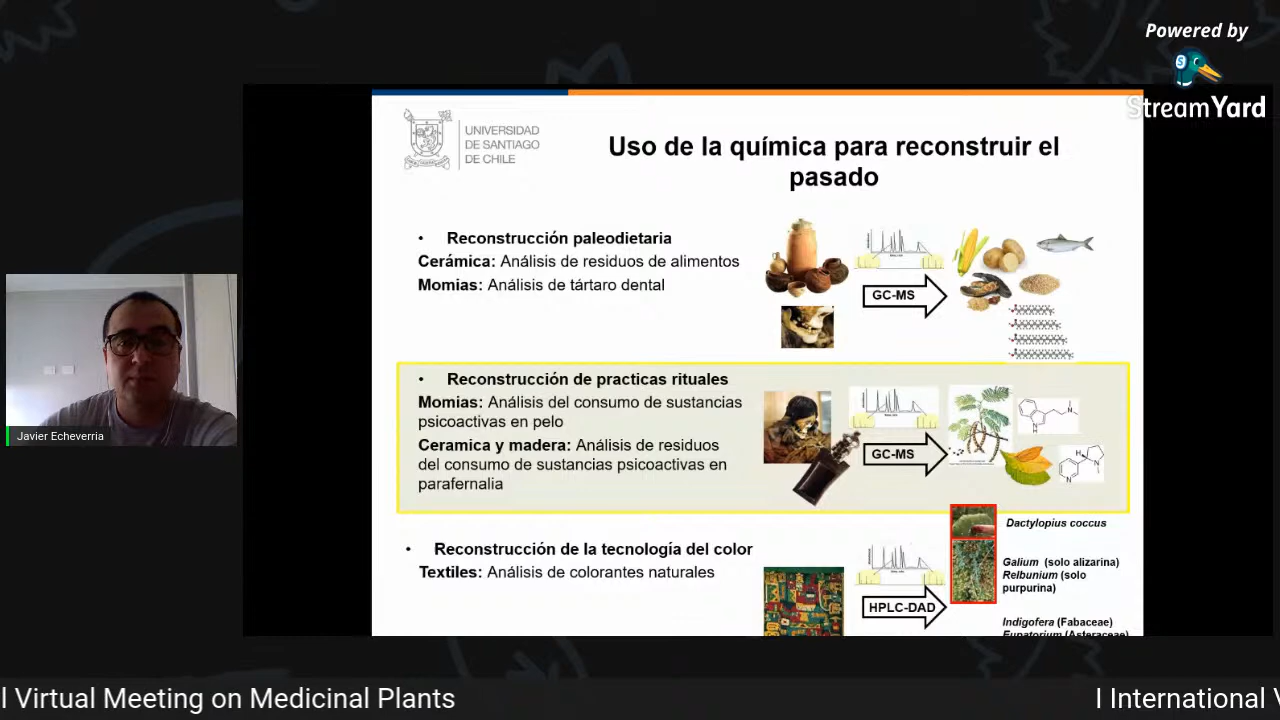 Powered by
StreamYard
UNIVERSIDAD
DE SANTIAGO
DE CHILE
Uso de la química para reconstruir el
pasado
• Reconstrucción paleodietaria
Cerámica: Análisis de residuos de alimentos
Momias: Análisis de tártaro dental
GC-MS
• Reconstrucción de practicas rituales
Momias: Análisis del consumo de sustancias
psicoactivas en pelo
Ceramica y madera: Análisis de residuos
del consumo de sustancias psicoactivas en
parafernalia
GC-MS
• Reconstrucción de la tecnología del color
Textiles: Análisis de colorantes naturales
HPLC-DAD
Dactylopius coccus
Galium (solo alizarina)
Relbunium (solo
purpurina)
Indigofera (Fabaceae)
Eupatorium (Asteraceae)
Javier Echeverria
l Virtual Meeting on Medicinal Plants
I International V